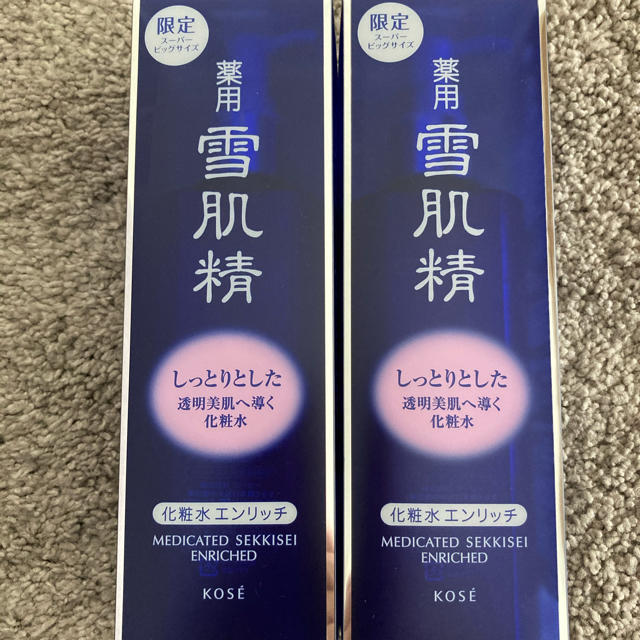 限定
スーパー
ビッグサイズ
薬用
雪肌精
しっとりとした
透明美肌へ導く
化粧水
化粧水 エンリッチ
MEDICATED SEKKISEI
ENRICHED
KOSÉ
限定
スーパー
ビッグサイズ
薬用
雪肌精
しっとりとした
透明美肌へ導く
化粧水
化粧水 エンリッチ
MEDICATED SEKKISEI
ENRICHED
KOSÉ